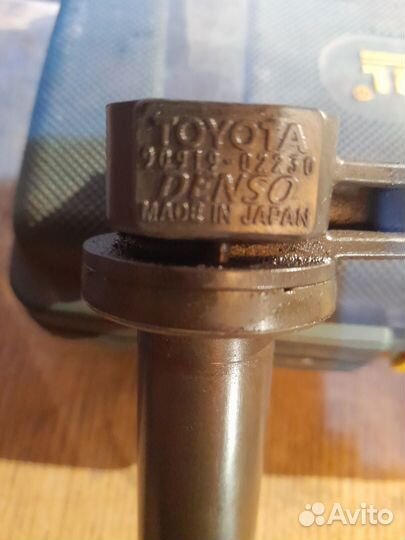 TOYOTA
90919-02230
DENSO
MADE IN JAPAN
Avito